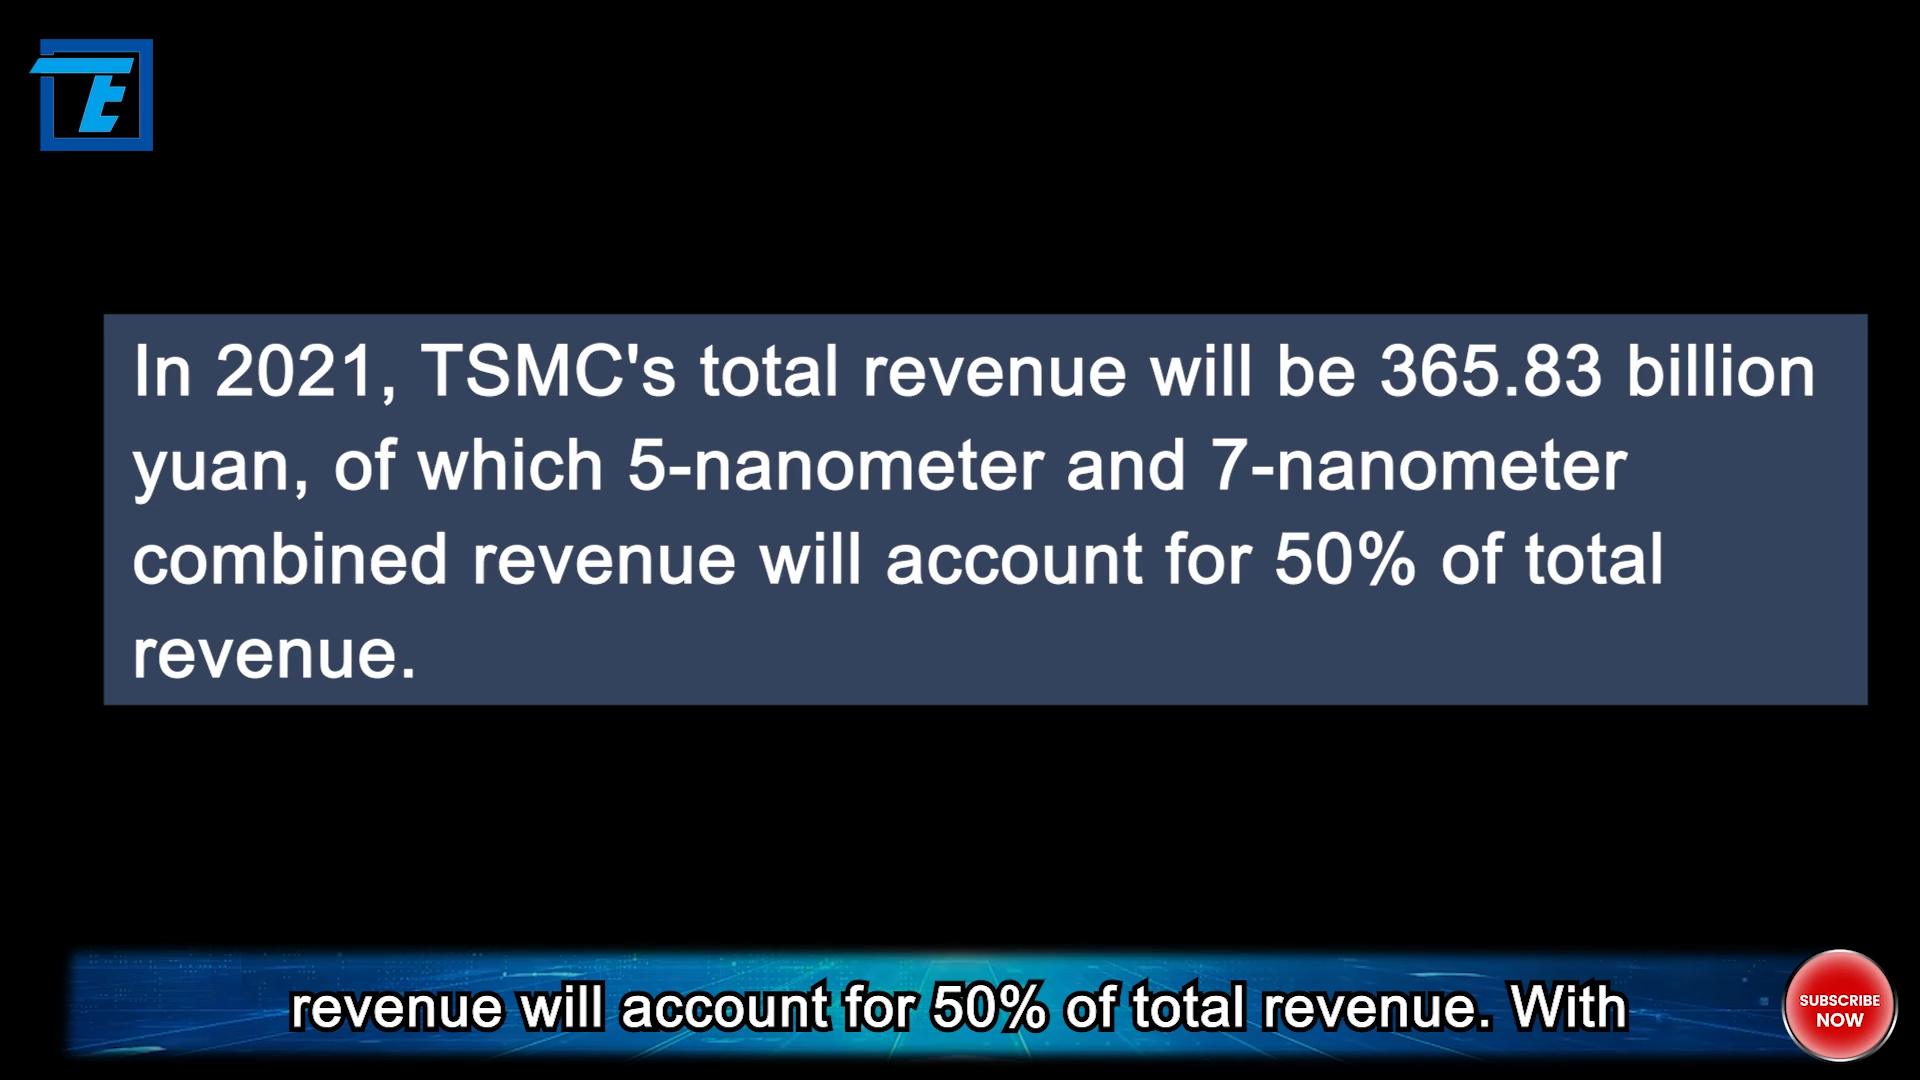 TE
In 2021, TSMC's total revenue will be 365.83 billion
yuan, of which 5-nanometer and 7-nanometer
combined revenue will account for 50% of total
revenue.
revenue will account for 50% of total revenue. With
SUBSCRIBE
NOW